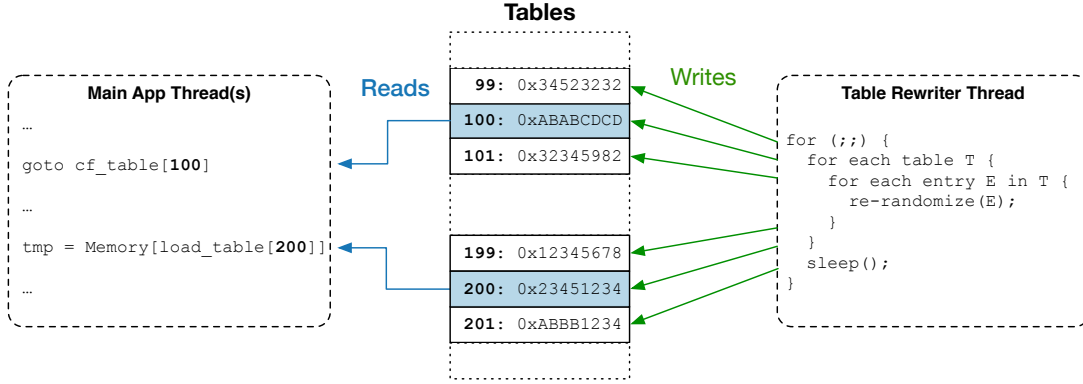 Tables
Main App Thread(s)
…
goto cf_table[100]
…
tmp = Memory[load_table[200]]
…
Reads
99: 0x34523232
100: 0xABABCDCD
101: 0x32345982
199: 0x12345678
200: 0x23451234
201: 0xABBB1234
Writes
Table Rewriter Thread
for (;;) {
for each table T {
for each entry E in T {
re-randomize(E);
}
}
sleep();
}